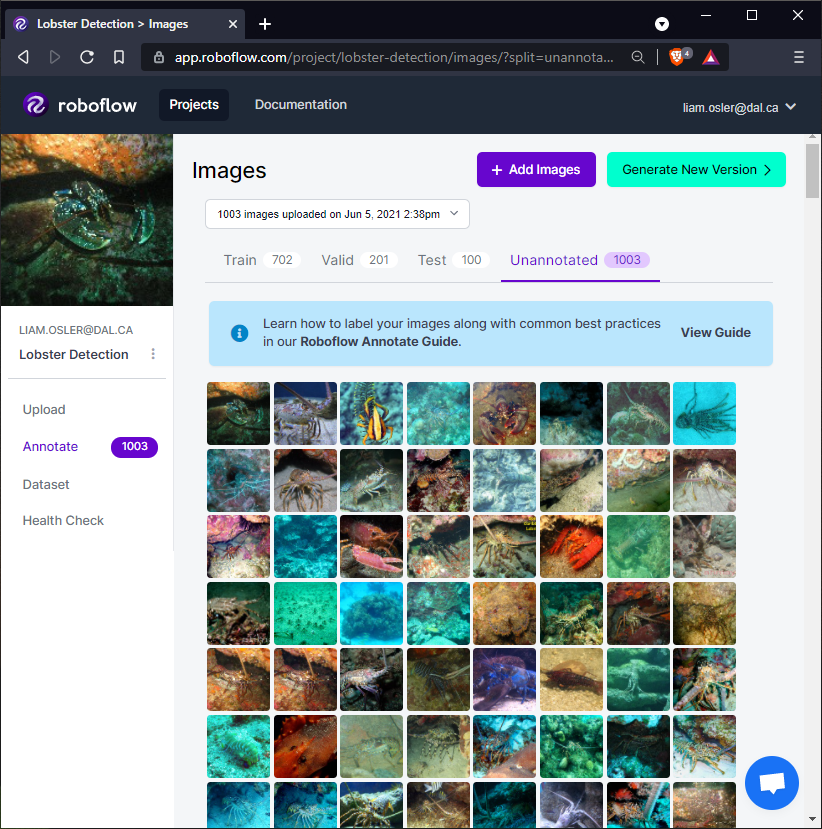 Lobster Detection > Images
app.roboflow.com/project/lobster-detection/images/?split=unannota...
4
roboflow
Projects
Documentation
liam.osler@dal.ca
Images
Add Images
Generate New Version
1003 images uploaded on Jun 5, 2021 2:38pm
Train 702
Valid 201
Test 100
Unannotated 1003
Learn how to label your images along with common best practices
in our Roboflow Annotate Guide.
View Guide
LIAM.OSLER@DAL.CA
Lobster Detection
Upload
Annotate 1003
Dataset
Health Check